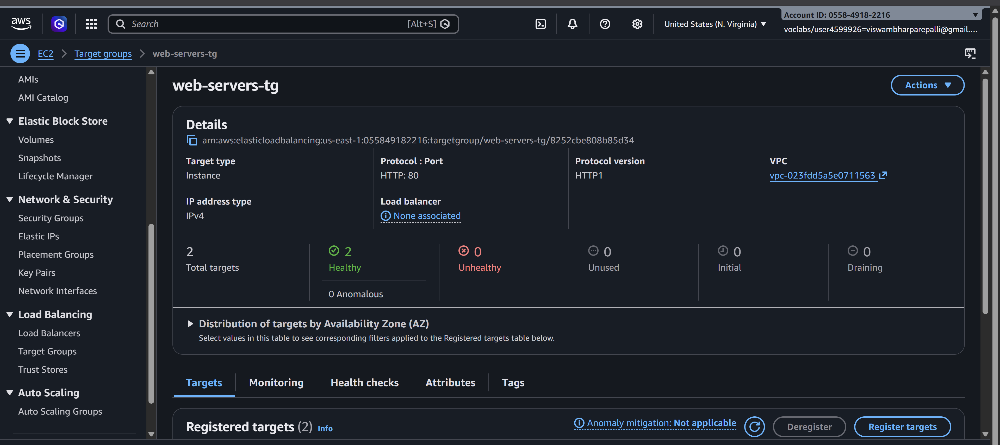 aws
Search [Alt+S]
United States (N. Virginia)
Account ID: 0558-4918-2216
voclabs/user4599926=viswambharparepalli@gmail....
EC2 Target groups web-servers-tg
AMIs
AMI Catalog
Elastic Block Store
Volumes
Snapshots
Lifecycle Manager
Network & Security
Security Groups
Elastic IPs
Placement Groups
Key Pairs
Network Interfaces
Load Balancing
Load Balancers
Target Groups
Trust Stores
Auto Scaling
Auto Scaling Groups
web-servers-tg
Actions
Details
arn:aws:elasticloadbalancing:us-east-1:055849182216:targetgroup/web-servers-tg/8252cbe808b85d34
Target type
Instance
Protocol : Port
HTTP: 80
Protocol version
HTTP1
VPC
vpc-023fdd5a5e0711563
IP address type
IPv4
Load balancer
None associated
2
Total targets
2
Healthy
0 Anomalous
0
Unhealthy
0
Unused
0
Initial
0
Draining
Distribution of targets by Availability Zone (AZ)
Select values in this table to see corresponding filters applied to the Registered targets table below.
Targets
Monitoring
Health checks
Attributes
Tags
Registered targets (2) Info
Anomaly mitigation: Not applicable
Deregister
Register targets